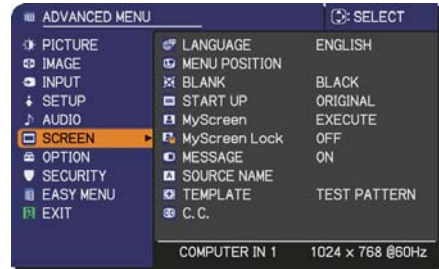 ADVANCED MENU
: SELECT
PICTURE
IMAGE
INPUT
SETUP
AUDIO
SCREEN
OPTION
SECURITY
EASY MENU
EXIT
LANGUAGE ENGLISH
MENU POSITION
BLANK BLACK
START UP ORIGINAL
MyScreen EXECUTE
MyScreen Lock OFF
MESSAGE ON
SOURCE NAME
TEMPLATE TEST PATTERN
C. C.
COMPUTER IN 1 1024 x 768 @60Hz